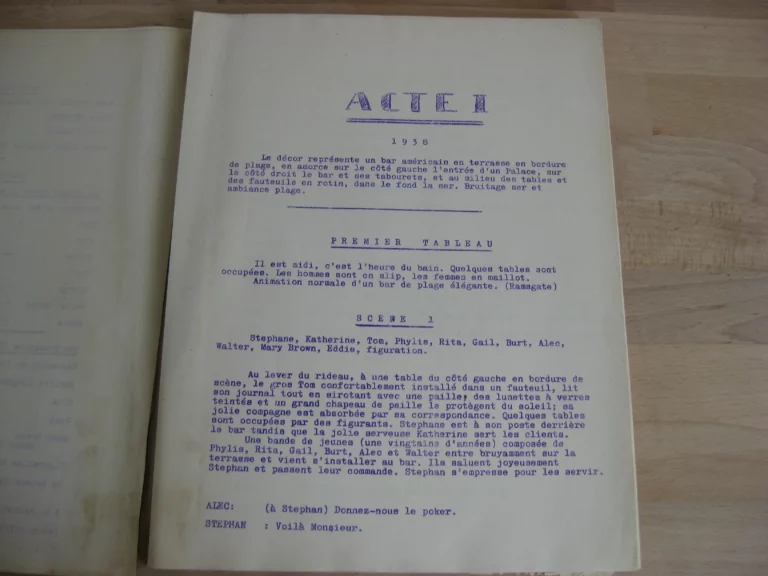 ACTE I
1938
Le décor représente un bar américain en terrasse en bordure
de plage, en amorce sur le côté gauche l'entrée d'un Palace, sur
le côté droit le bar et ses tabourets, et au milieu des tables et
des fauteuils en rotin, dans le fond la mer. Bruitage mer et
ambiance plage.
PREMIER TABLEAU
Il est midi, c'est l'heure du bain. Quelques tables sont
occupées. Les hommes sont en slip, les femmes en maillot.
Animation normale d'un bar de plage élégante. (Ramsgate)
SCENE 1
Stephane, Katherine, Tom, Phylis, Rita, Gail, Burt, Alec,
Walter, Mary Brown, Eddie, figuration.
Au lever du rideau, à une table du côté gauche en bordure de
scène, le gros Tom confortablement installé dans un fauteuil, lit
son journal tout en sirotant avec une paille; des lunettes à verres
teintés et un grand chapeau de paille le protègent du soleil; sa
jolie compagne est absorbée par sa correspondance. Quelques tables
sont occupées par des figurants. Stephane est à son poste derrière
le bar tandis que la jolie serveuse Katherine sert les clients.
Une bande de jeunes (une vingtaine d'années) composée de
Phylis, Rita, Gail, Burt, Alec et Walter entre bruyamment sur la
terrasse et vient s'installer au bar. Ils saluent joyeusement
Stephan et passent leur commande. Stephan s'empresse pour les servir.
ALEC: (à Stephan) Donnez-nous le poker.
STEPHAN : Voilà Monsieur.